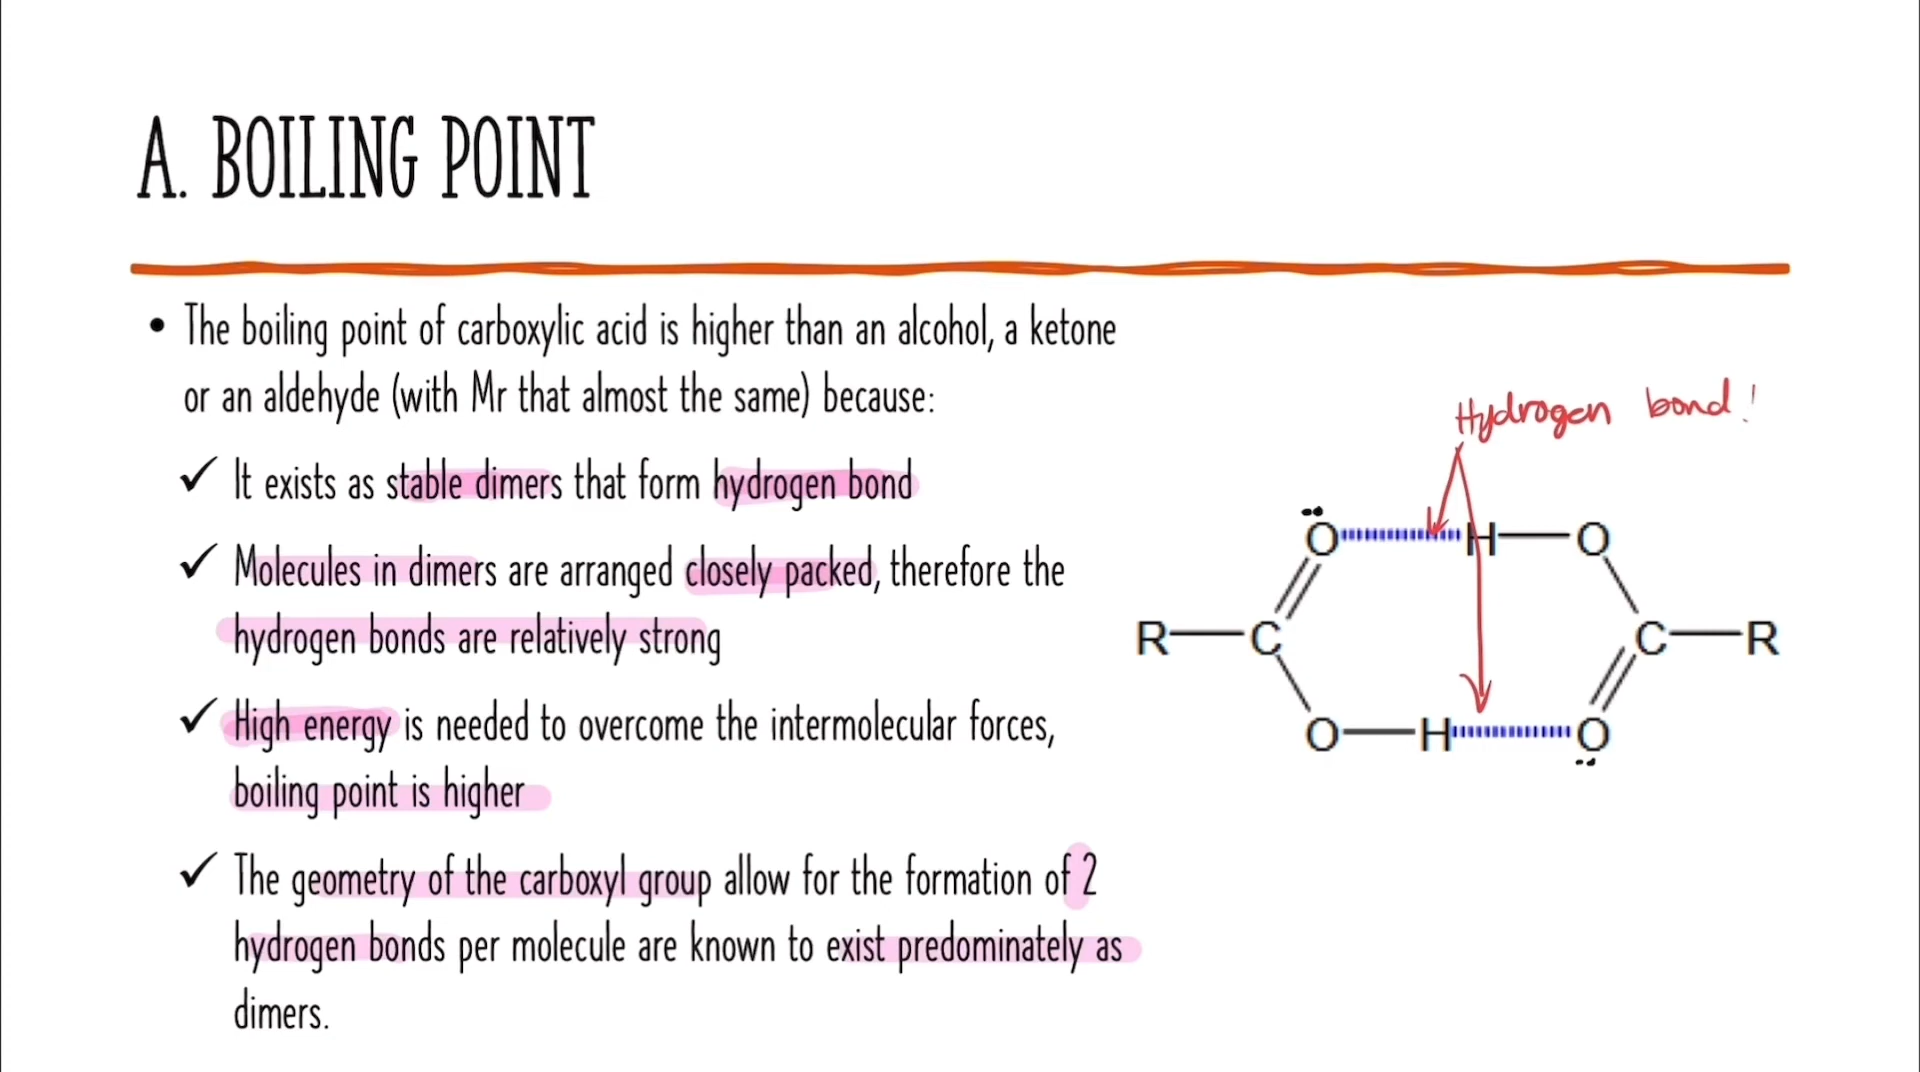 A. BOILING POINT
• The boiling point of carboxylic acid is higher than an alcohol, a ketone
or an aldehyde (with Mr that almost the same) because:
✓ It exists as stable dimers that form hydrogen bond
✓ Molecules in dimers are arranged closely packed, therefore the
hydrogen bonds are relatively strong
✓ High energy is needed to overcome the intermolecular forces,
boiling point is higher
✓ The geometry of the carboxyl group allow for the formation of 2
hydrogen bonds per molecule are known to exist predominately as
dimers.
Hydrogen bond!
O H O
R C C R
O H O